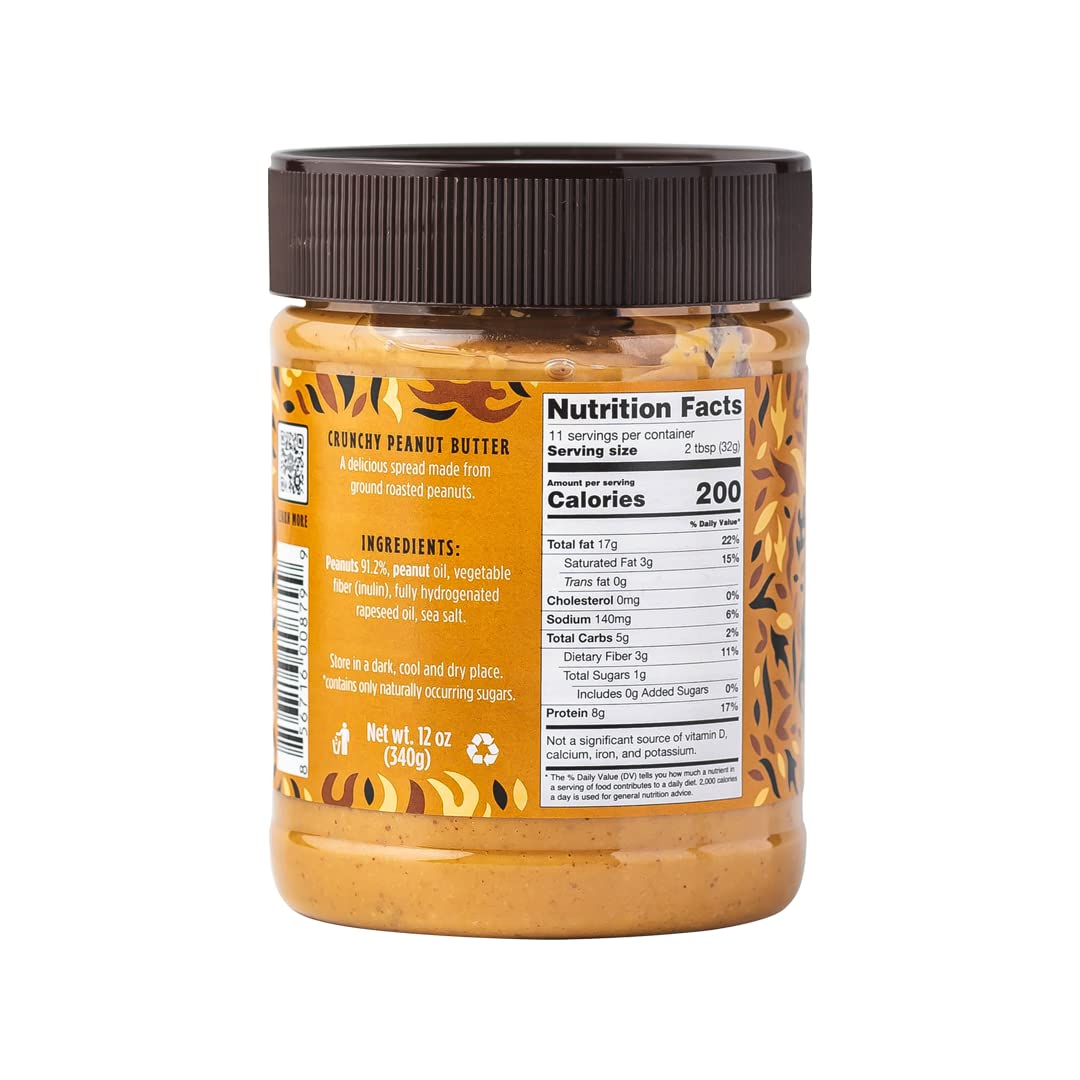 CRUNCHY PEANUT BUTTER
A delicious spread made from
ground roasted peanuts.
INGREDIENTS:
Peanuts 91.2%, peanut oil, vegetable
fiber (inulin), fully hydrogenated
rapeseed oil, sea salt.
Store in a dark, cool and dry place.
*contains only naturally occurring sugars.
Net wt. 12 oz
(340g)
MORE
8 56716 00879 9
Nutrition Facts
11 servings per container
Serving size 2 tbsp (32g)
Amount per serving
Calories 200
% Daily Value*
Total fat 17g 22%
Saturated Fat 3g 15%
Trans fat 0g
Cholesterol 0mg 0%
Sodium 140mg 6%
Total Carbs 5g 2%
Dietary Fiber 3g 11%
Total Sugars 1g
Includes 0g Added Sugars 0%
Protein 8g 17%
Not a significant source of vitamin D,
calcium, iron, and potassium.
* The % Daily Value (DV) tells you how much a nutrient in
a serving of food contributes to a daily diet. 2,000 calories
a day is used for general nutrition advice.